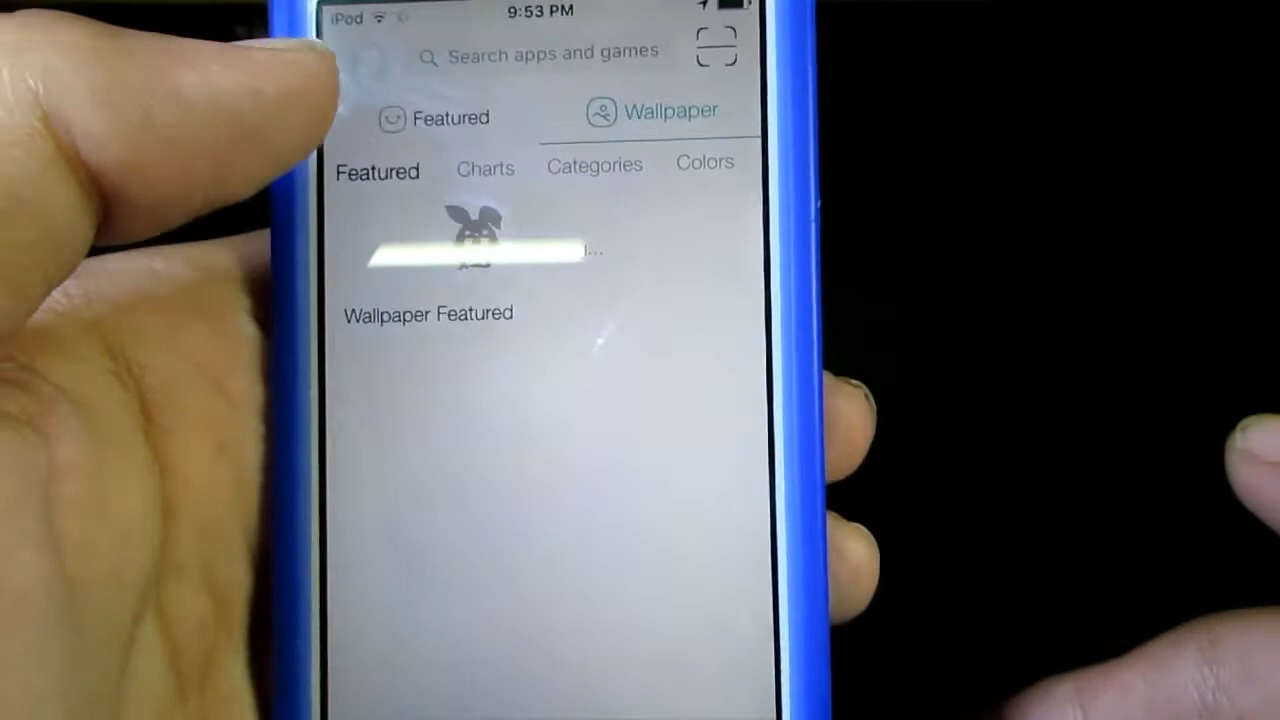 iPod 9:53 PM
Search apps and games
Featured Wallpaper
Featured Charts Categories Colors
Wallpaper Featured